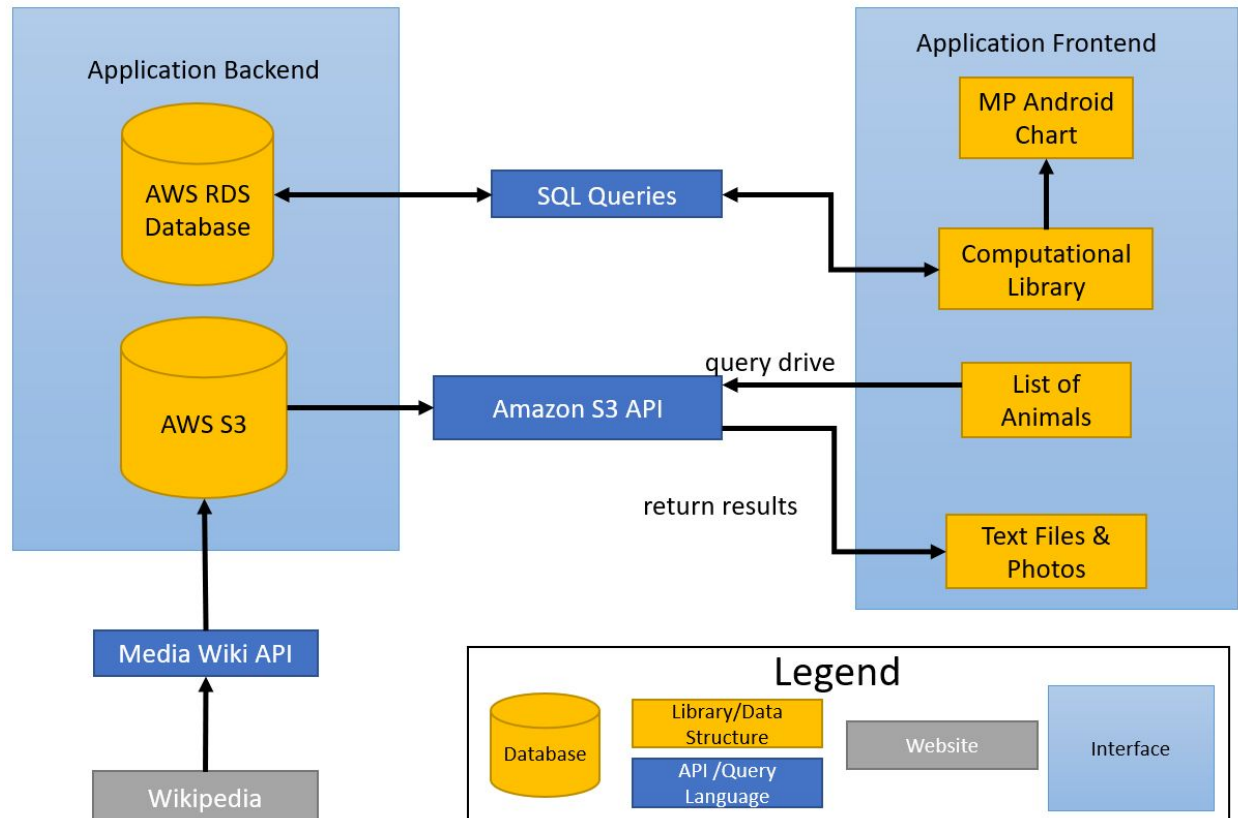 Application Backend
Application Frontend
MP Android
Chart
AWS RDS
Database
SQL Queries
Computational
Library
query drive
List of
Animals
AWS S3
Amazon S3 API
return results
Text Files &
Photos
Media Wiki API
Wikipedia
Legend
Database
Library/Data
Structure
API /Query
Language
Website
Interface